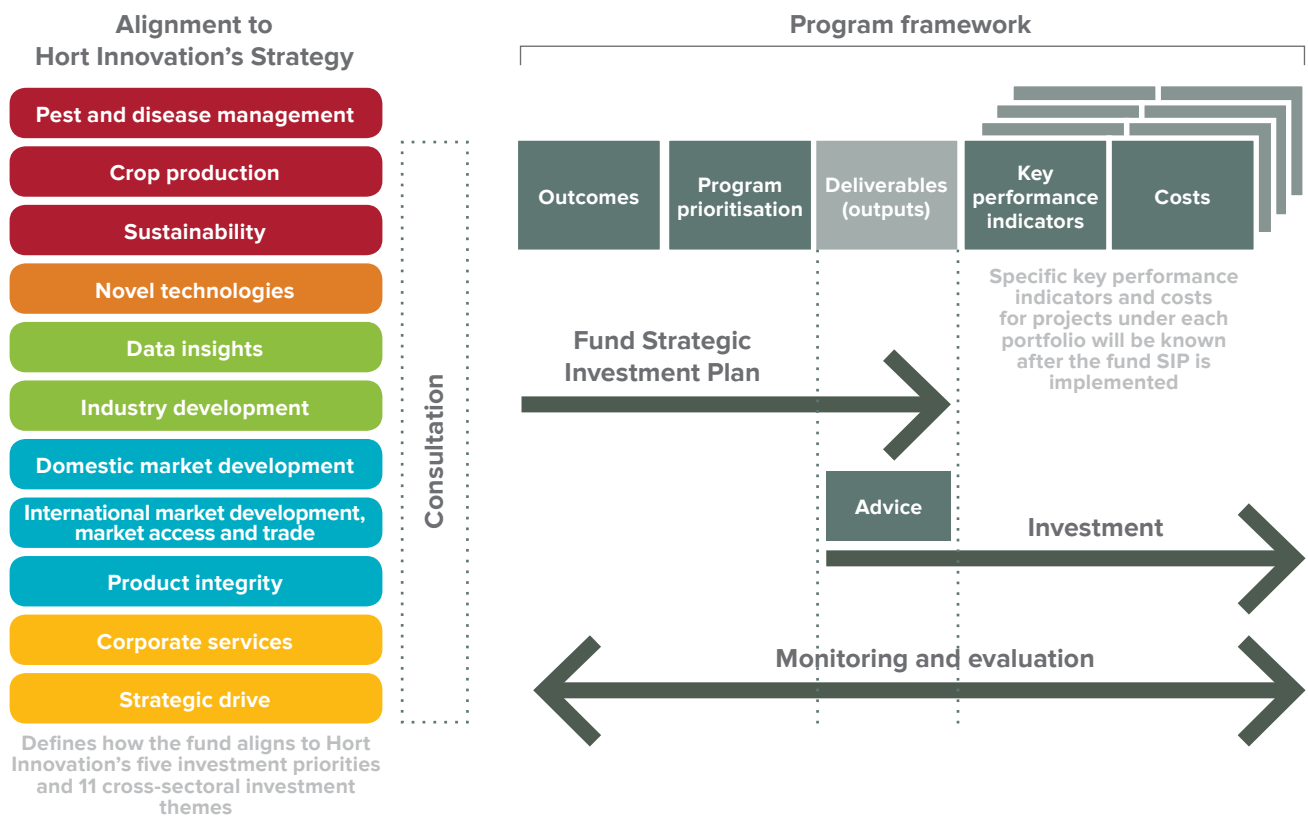 Alignment to
Hort Innovation's Strategy
Pest and disease management
Crop production
Sustainability
Novel technologies
Data insights
Industry development
Domestic market development
International market development,
market access and trade
Product integrity
Corporate services
Strategic drive
Defines how the fund aligns to Hort
Innovation's five investment priorities
and 11 cross-sectoral investment
themes
Consultation
Program framework
Outcomes
Program
prioritisation
Deliverables
(outputs)
Key
performance
indicators
Costs
Specific key performance
indicators and costs
for projects under each
portfolio will be known
after the fund SIP is
implemented
Fund Strategic
Investment Plan
Advice
Investment
Monitoring and evaluation